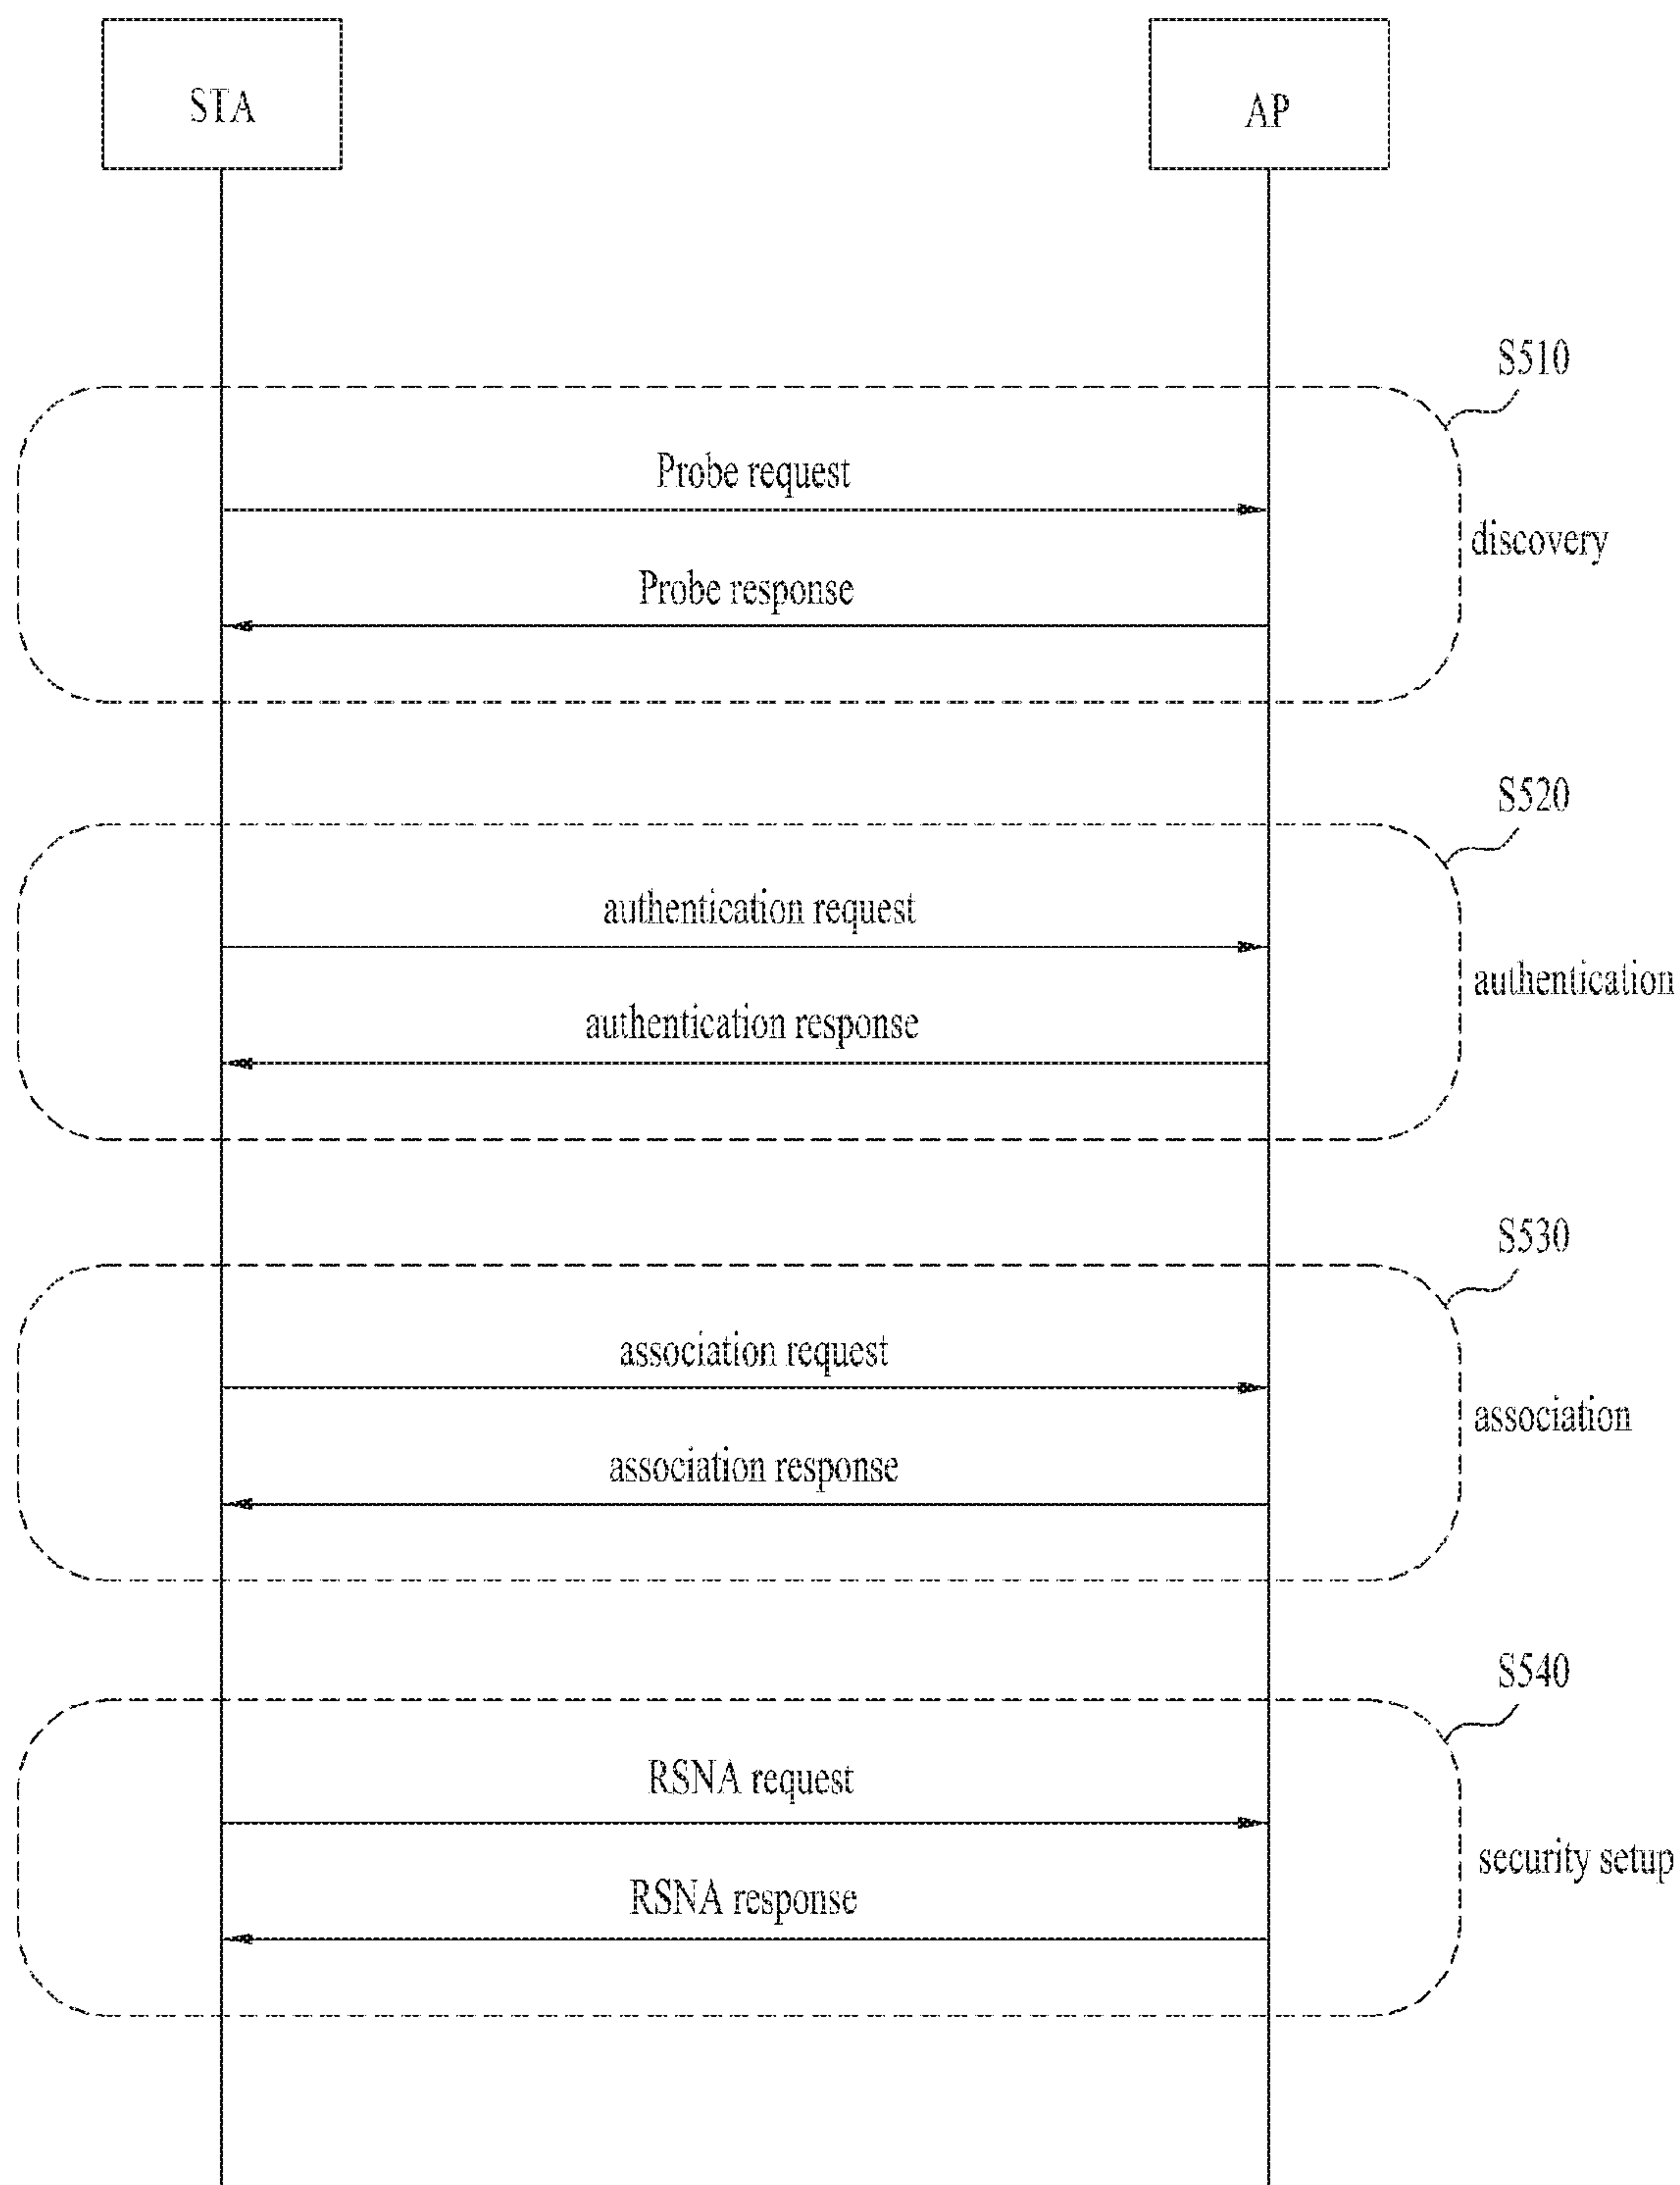 STA
AP
S510
Probe request
discovery
Probe response
S520
authentication request
authentication
authentication response
S530
association request
association
association response
S540
RSNA request
security setup
RSNA response